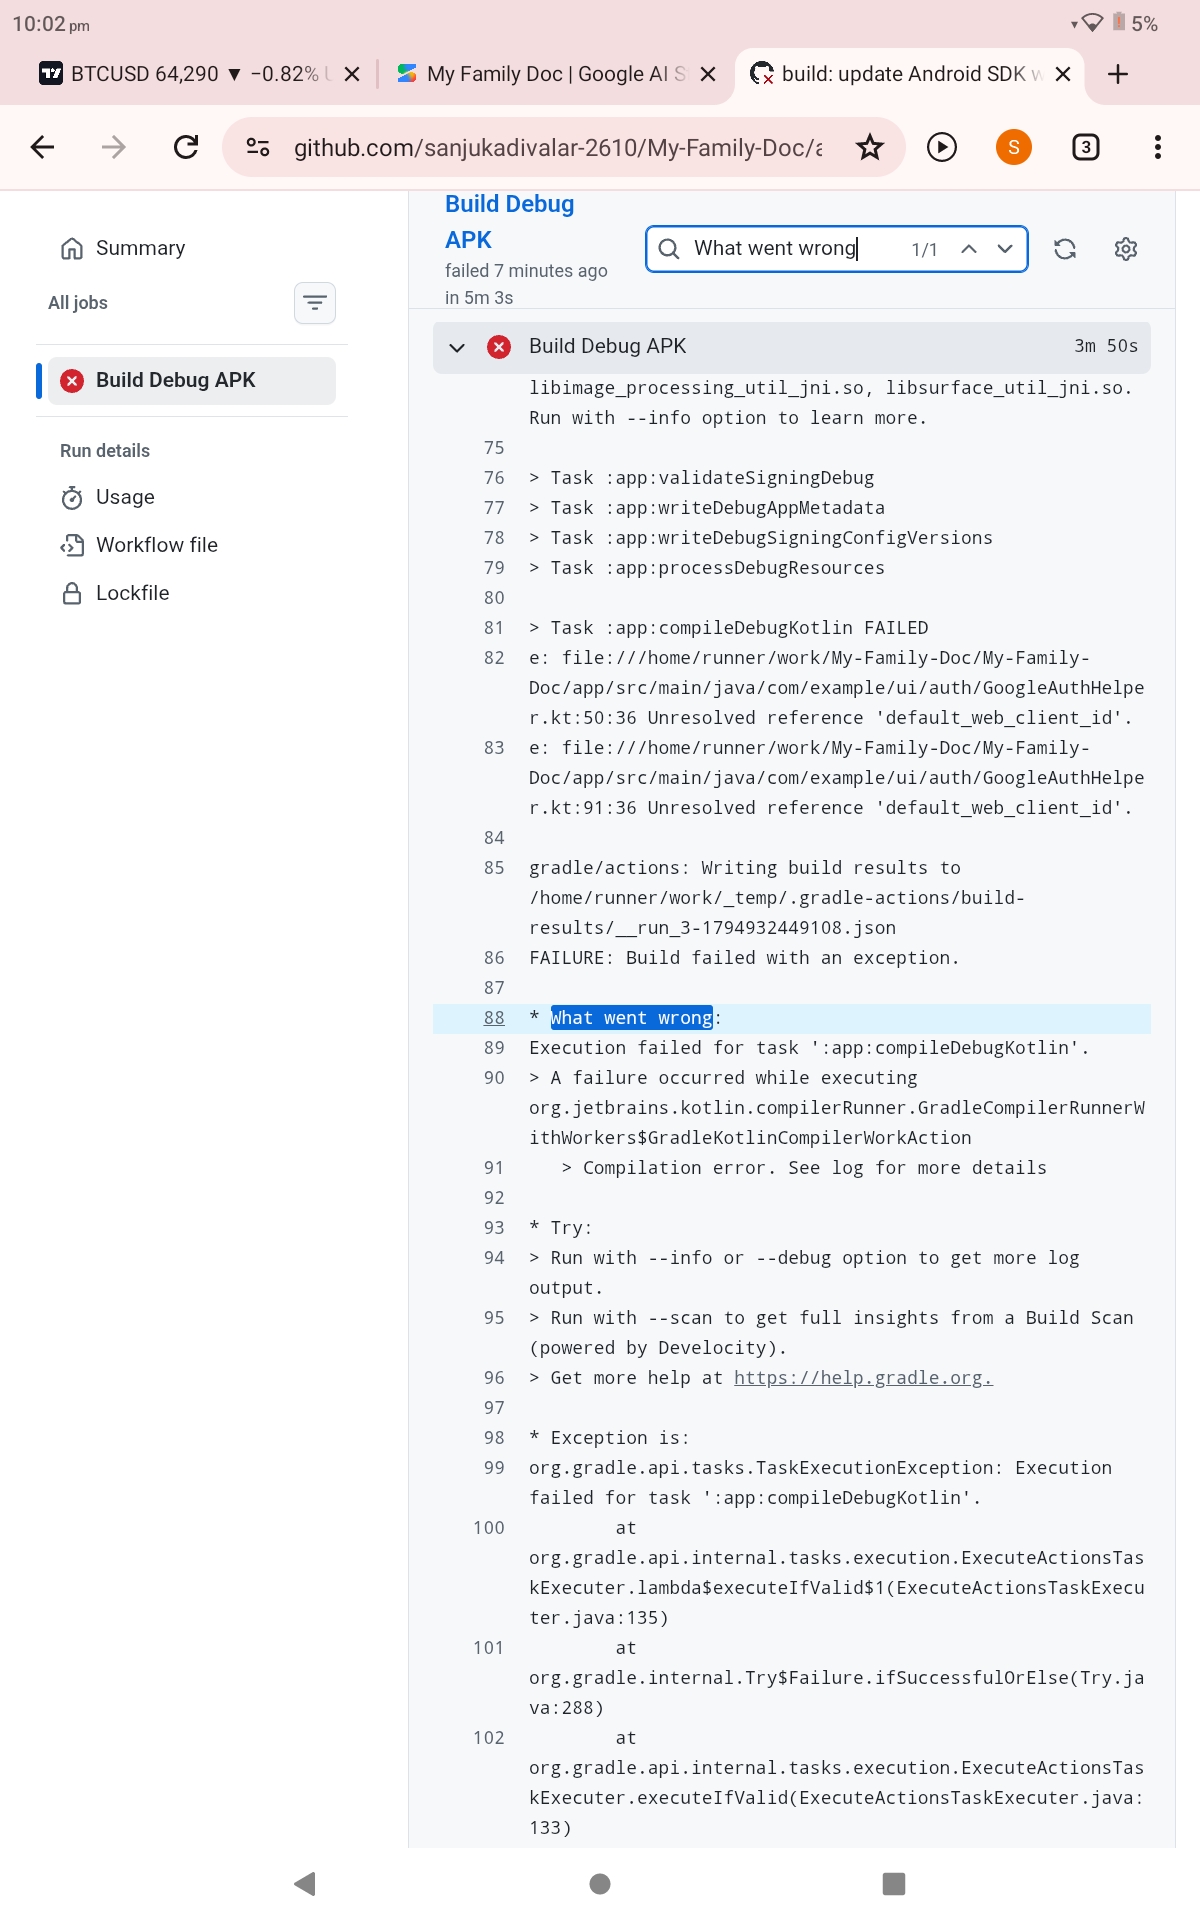 10:02 pm
5%
BTCUSD 64,290 ▼ −0.82%
My Family Doc | Google AI S
build: update Android SDK
github.com/sanjukadivalar-2610/My-Family-Doc/a
S
3
Build Debug
APK
failed 7 minutes ago
in 5m 3s
What went wrong
1/1
Summary
All jobs
Build Debug APK
Run details
Usage
Workflow file
Lockfile
Build Debug APK
3m 50s
libimage_processing_util_jni.so, libsurface_util_jni.so.
Run with --info option to learn more.
75
76 > Task :app:validateSigningDebug
77 > Task :app:writeDebugAppMetadata
78 > Task :app:writeDebugSigningConfigVersions
79 > Task :app:processDebugResources
80
81 > Task :app:compileDebugKotlin FAILED
82 e: file:///home/runner/work/My-Family-Doc/My-Family-
Doc/app/src/main/java/com/example/ui/auth/GoogleAuthHelpe
r.kt:50:36 Unresolved reference 'default_web_client_id'.
83 e: file:///home/runner/work/My-Family-Doc/My-Family-
Doc/app/src/main/java/com/example/ui/auth/GoogleAuthHelpe
r.kt:91:36 Unresolved reference 'default_web_client_id'.
84
85 gradle/actions: Writing build results to
/home/runner/work/_temp/.gradle-actions/build-
results/__run_3-1794932449108.json
86 FAILURE: Build failed with an exception.
87
88 * What went wrong:
89 Execution failed for task ':app:compileDebugKotlin'.
90 > A failure occurred while executing
org.jetbrains.kotlin.compilerRunner.GradleCompilerRunnerW
ithWorkers$GradleKotlinCompilerWorkAction
91 > Compilation error. See log for more details
92
93 * Try:
94 > Run with --info or --debug option to get more log
output.
95 > Run with --scan to get full insights from a Build Scan
(powered by Develocity).
96 > Get more help at https://help.gradle.org.
97
98 * Exception is:
99 org.gradle.api.tasks.TaskExecutionException: Execution
failed for task ':app:compileDebugKotlin'.
100 at
org.gradle.api.internal.tasks.execution.ExecuteActionsTas
kExecuter.lambda$executeIfValid$1(ExecuteActionsTaskExecu
ter.java:135)
101 at
org.gradle.internal.Try$Failure.ifSuccessfulOrElse(Try.ja
va:288)
102 at
org.gradle.api.internal.tasks.execution.ExecuteActionsTas
kExecuter.executeIfValid(ExecuteActionsTaskExecuter.java:
133)